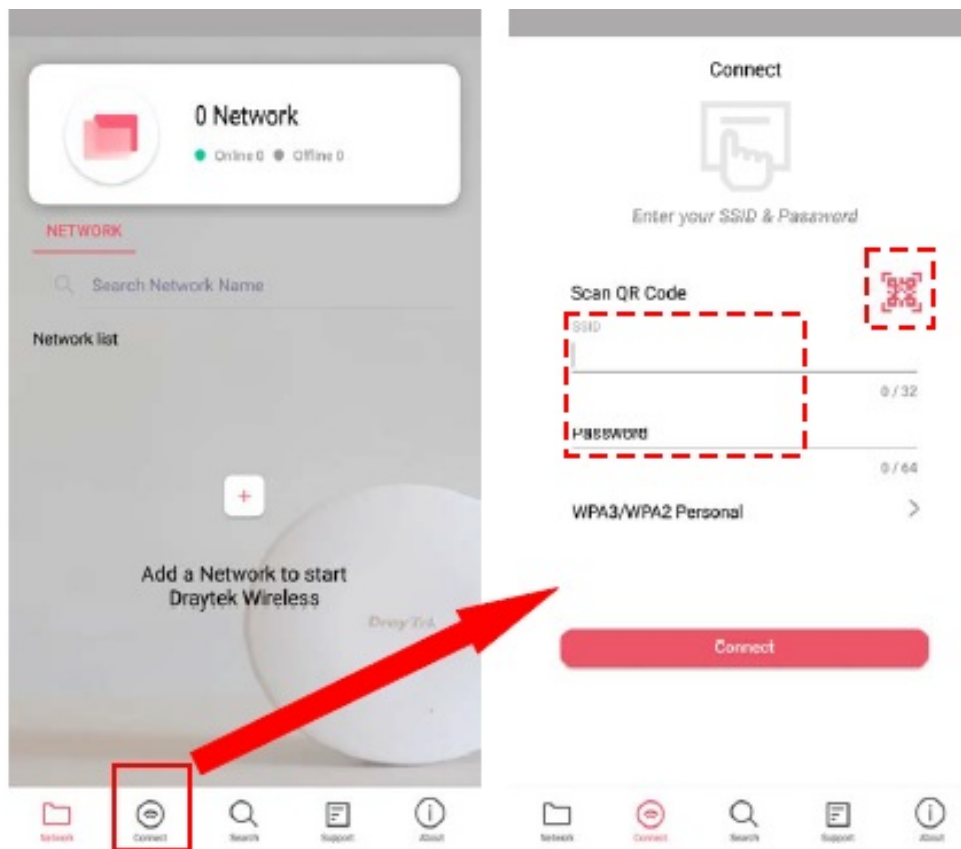 0 Network
Online 0 Offline 0
NETWORK
Search Network Name
Network list
+
Add a Network to start
Draytek Wireless
DrayTek
Network Connect Search Support About
Connect
Enter your SSID & Password
Scan QR Code
SSID
0 / 32
Password
0 / 64
WPA3/WPA2 Personal
Connect
Network Connect Search Support About